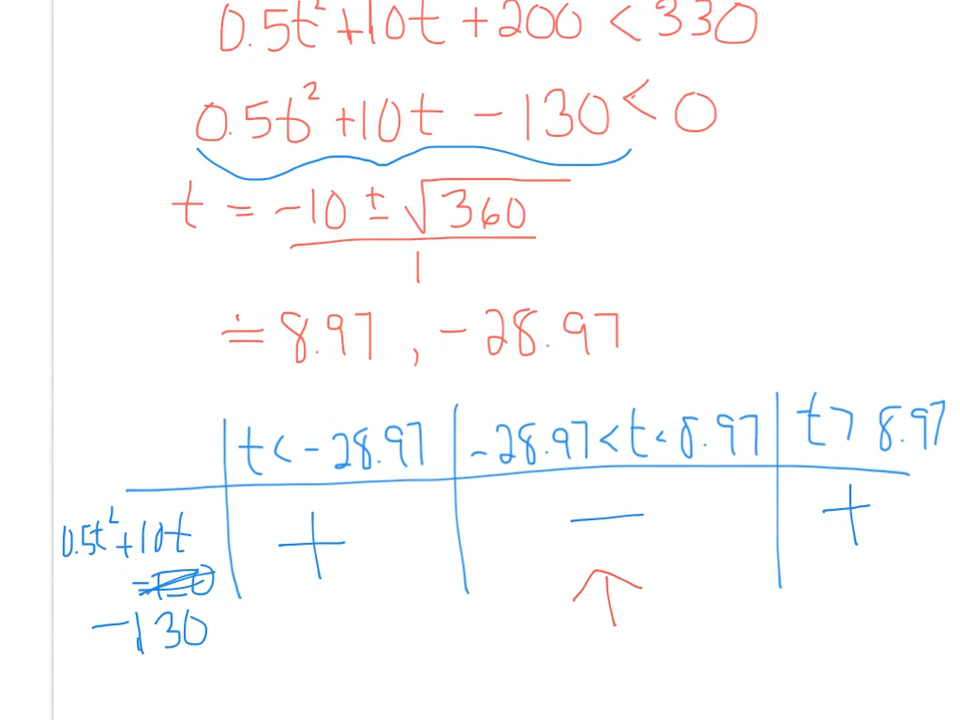 0.5t²+10t+200<330
0.5t²+10t-130<0
t = -10 ± √360
1
≐ 8.97, -28.97
t<-28.97 | -28.97<t<8.97 | t>8.97
0.5t²+10t | + | - | +
-130